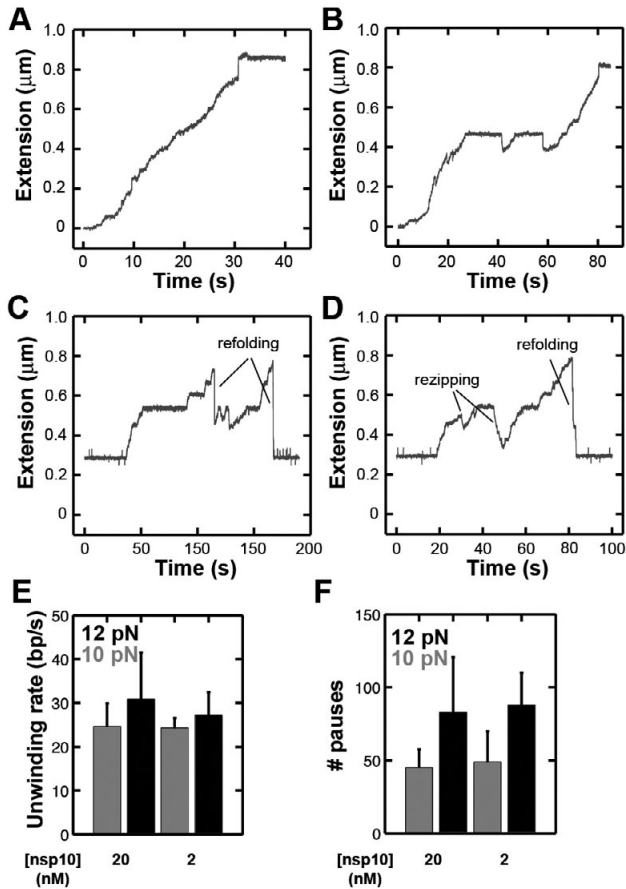 A
Extension (μm)
1.0
0.8
0.6
0.4
0.2
0
0 10 20 30 40
Time (s)
B
Extension (μm)
1.0
0.8
0.6
0.4
0.2
0
0 20 40 60 80
Time (s)
C
Extension (μm)
1.0
0.8
0.6
0.4
0.2
0
refolding
0 50 100 150 150 200
Time (s)
D
Extension (μm)
1.0
0.8
0.6
0.4
0.2
0
rezipping
refolding
0 20 40 60 80 100
Time (s)
E
Unwinding rate (bp/s)
50
40
30
20
10
0
12 pN
10 pN
[nsp10] 20 2
(nM)
F
# pauses
150
100
50
0
12 pN
10 pN
[nsp10] 20 2
(nM)